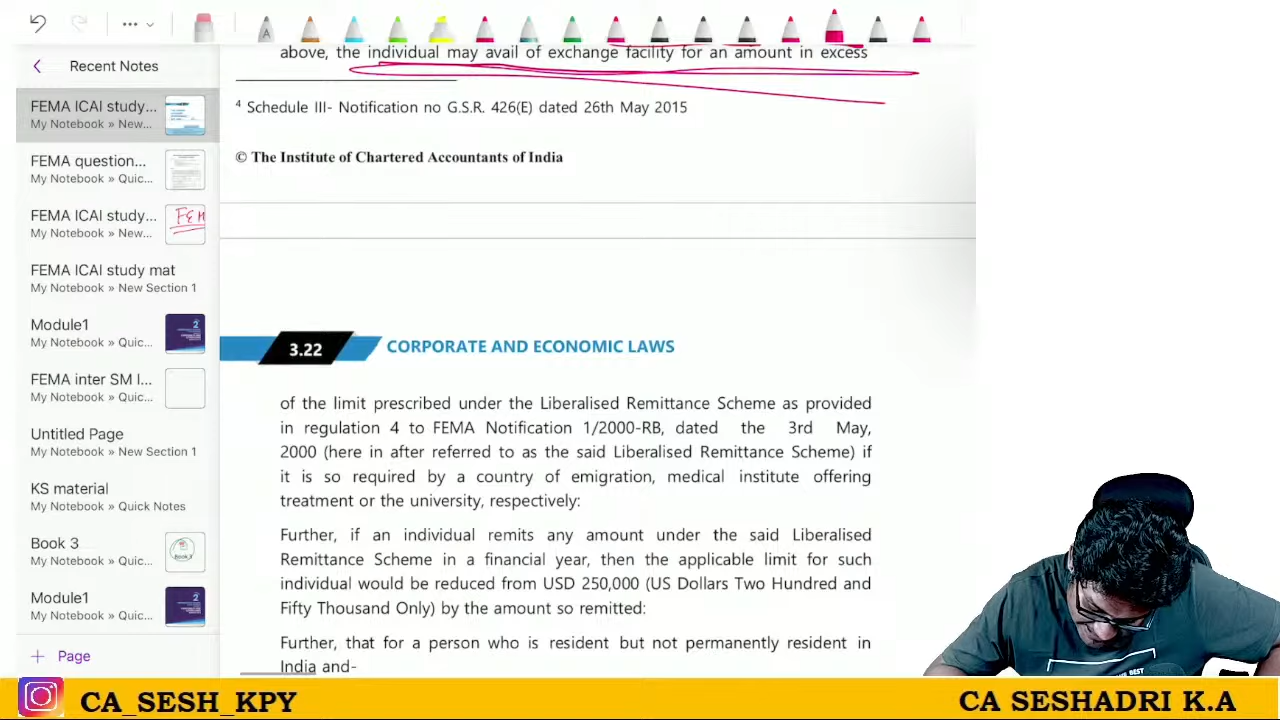 A
Recent Notes
above, the individual may avail of exchange facility for an amount in excess
FEMA ICAI study...
My Notebook » New...
4 Schedule III- Notification no G.S.R. 426(E) dated 26th May 2015
FEMA question...
My Notebook » Quic...
© The Institute of Chartered Accountants of India
FEMA ICAI study...
My Notebook » New...
FEM
FEMA ICAI study mat
My Notebook » New Section 1
Module1
My Notebook » Quic...
2
3.22 CORPORATE AND ECONOMIC LAWS
FEMA inter SM I...
My Notebook » Quic...
of the limit prescribed under the Liberalised Remittance Scheme as provided
in regulation 4 to FEMA Notification 1/2000-RB, dated the 3rd May,
2000 (here in after referred to as the said Liberalised Remittance Scheme) if
it is so required by a country of emigration, medical institute offering
treatment or the university, respectively:
Untitled Page
My Notebook » New Section 1
KS material
My Notebook » Quick Notes
Book 3
My Notebook » Quic...
Book 3
Further, if an individual remits any amount under the said Liberalised
Remittance Scheme in a financial year, then the applicable limit for such
individual would be reduced from USD 250,000 (US Dollars Two Hundred and
Fifty Thousand Only) by the amount so remitted:
Module1
My Notebook » Quic...
2
Further, that for a person who is resident but not permanently resident in
India and-
+ Page
CA_SESH_KPY
CA SESHADRI K.A